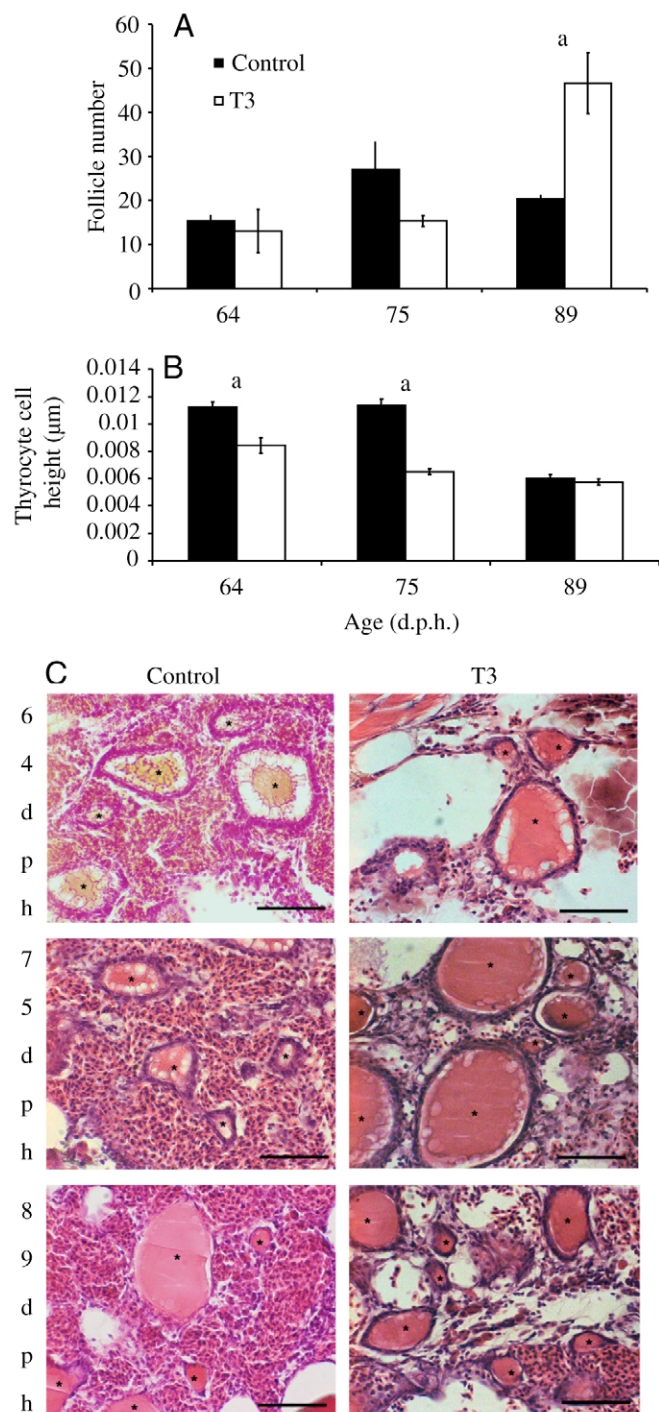 A
Follicle number
60
50
40
30
20
10
0
Control
T3
a
64
75
89
B
Thyrocyte cell
height (µm)
0.014
0.012
0.01
0.008
0.006
0.004
0.002
0
a
a
64
75
89
Age (d.p.h.)
C
Control
T3
6
4
d
p
h
7
5
d
p
h
8
9
d
p
h